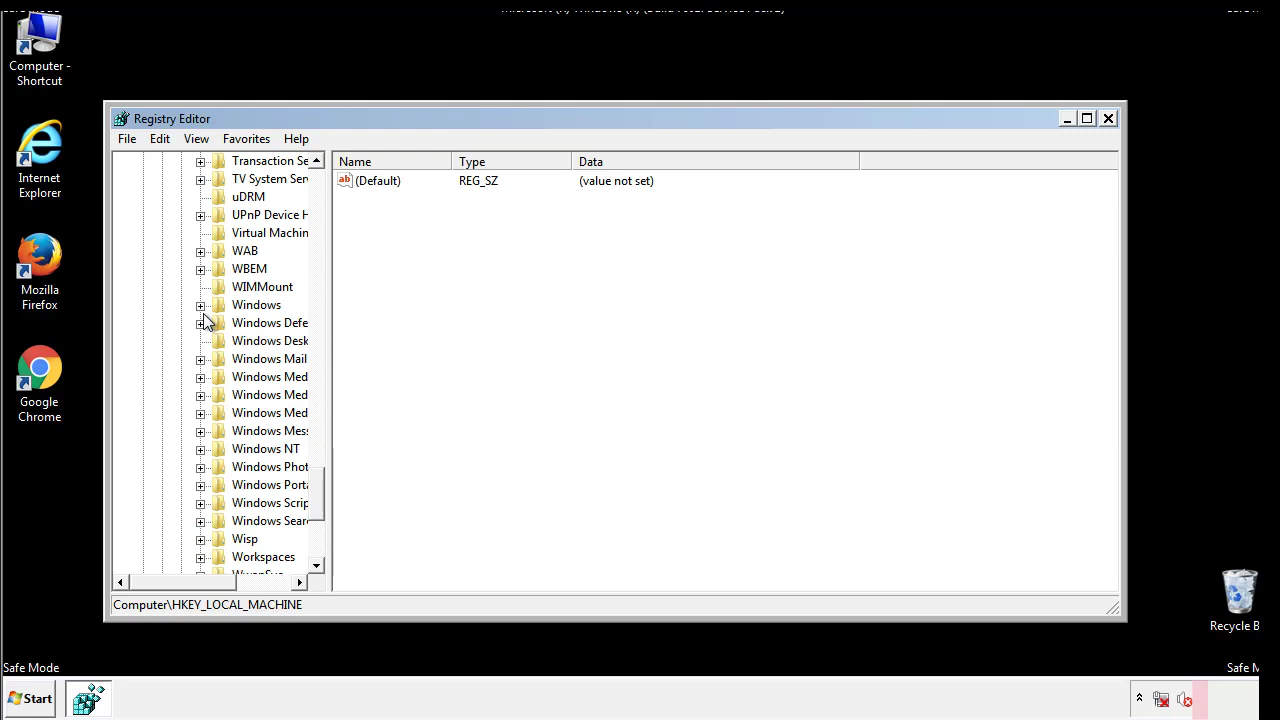 Computer -
Shortcut
Internet
Explorer
Mozilla
Firefox
Google
Chrome
Registry Editor
File Edit View Favorites Help
Transaction Se
TV System Serv
uDRM
UPnP Device H
Virtual Machin
WAB
WBEM
WIMMount
Windows
Windows Defe
Windows Desk
Windows Mail
Windows Med
Windows Med
Windows Med
Windows Mess
Windows NT
Windows Phot
Windows Porta
Windows Scrip
Windows Sear
Wisp
Workspaces
Name Type Data
ab (Default) REG_SZ (value not set)
Computer\HKEY_LOCAL_MACHINE
Recycle B
Safe Mode Safe M
Start